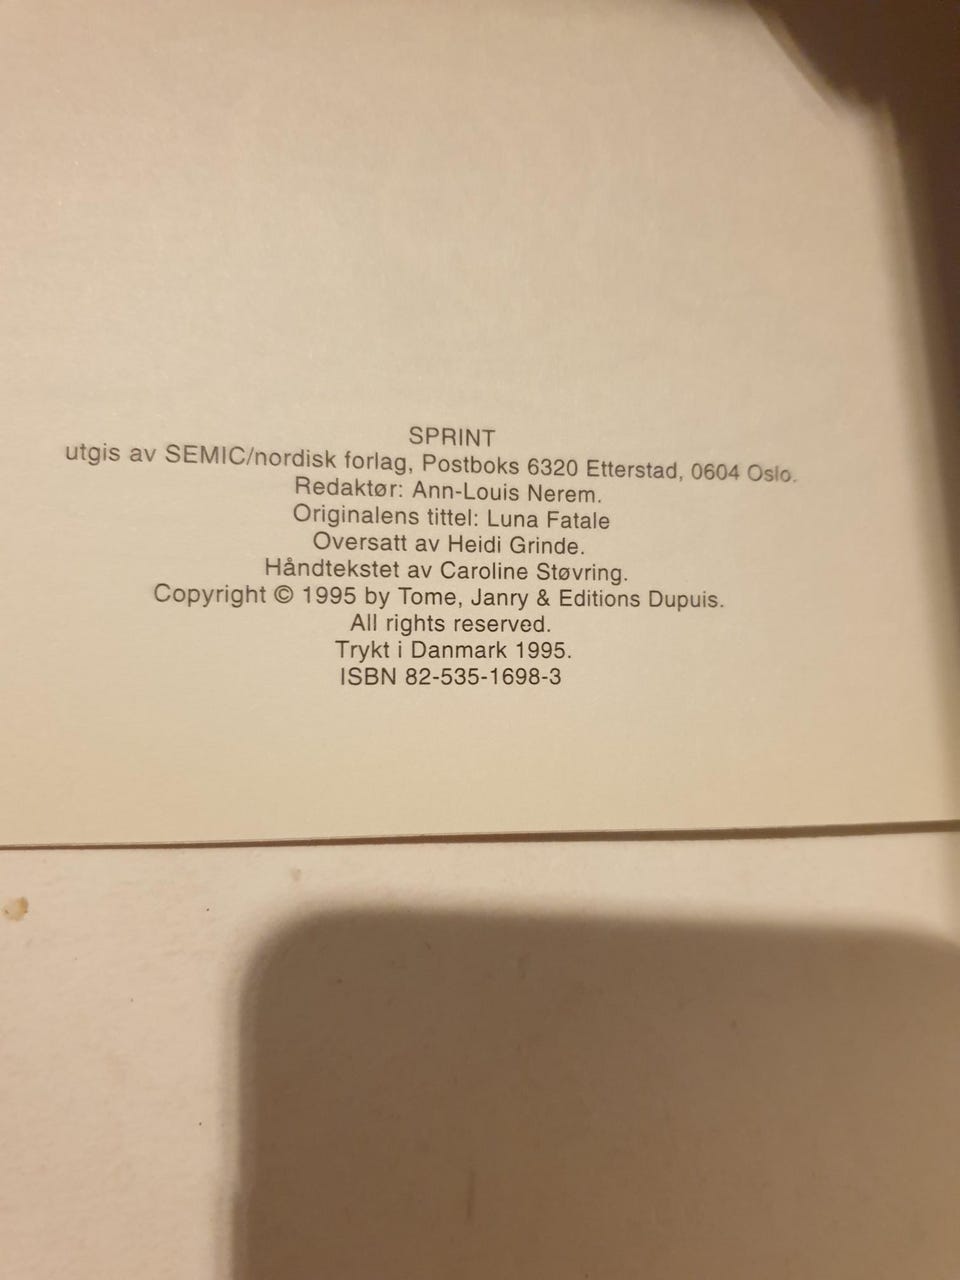 SPRINT
utgis av SEMIC/nordisk forlag, Postboks 6320 Etterstad, 0604 Oslo.
Redaktør: Ann-Louis Nerem.
Originalens tittel: Luna Fatale
Oversatt av Heidi Grinde.
Håndtekstet av Caroline Støvring.
Copyright © 1995 by Tome, Janry & Editions Dupuis.
All rights reserved.
Trykt i Danmark 1995.
ISBN 82-535-1698-3